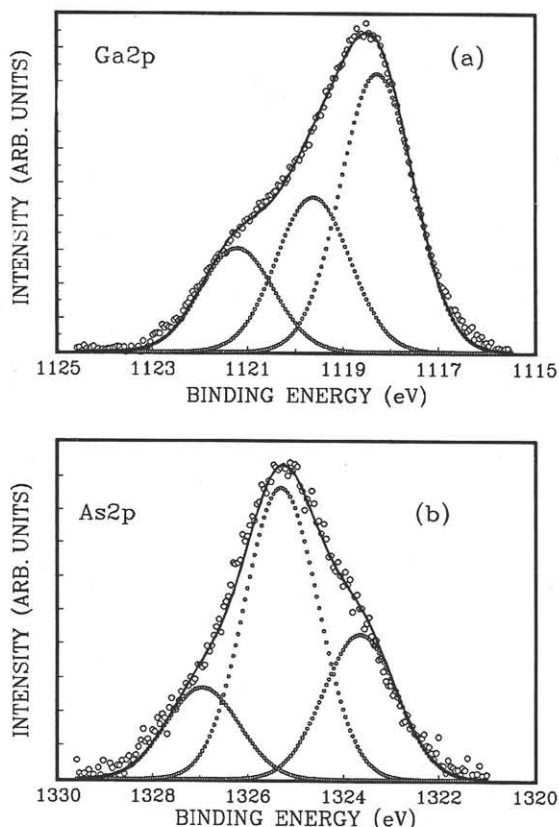 Ga2p
(a)
INTENSITY (ARB. UNITS)
1125
1123
1121
1119
1117
1115
BINDING ENERGY (eV)
As2p
(b)
INTENSITY (ARB. UNITS)
1330
1328
1326
1324
1322
1320
BINDING ENERGY (eV)